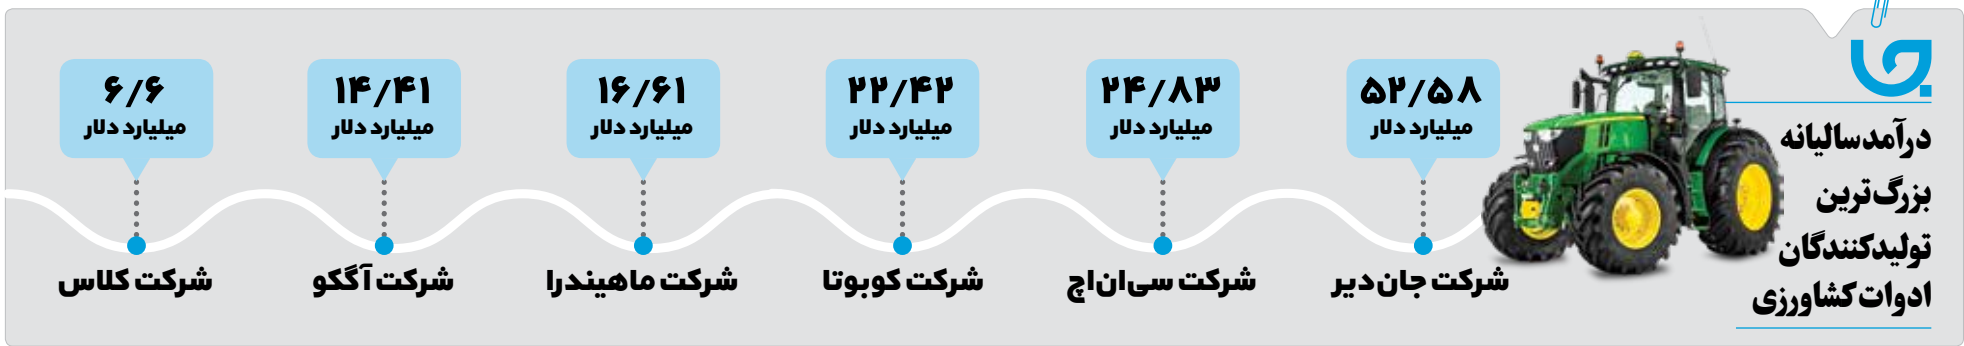 درآمد سالیانه
بزرگ‌ترین
تولیدکنندگان
ادوات کشاورزی
۵۲/۵۸
میلیارد دلار
شرکت جان‌دیر
۲۴/۸۳
میلیارد دلار
شرکت سی‌ان‌اچ
۲۲/۴۲
میلیارد دلار
شرکت کوبوتا
۱۶/۶۱
میلیارد دلار
شرکت ماهیندرا
۱۴/۴۱
میلیارد دلار
شرکت آگکو
۶/۶
میلیارد دلار
شرکت کلاس